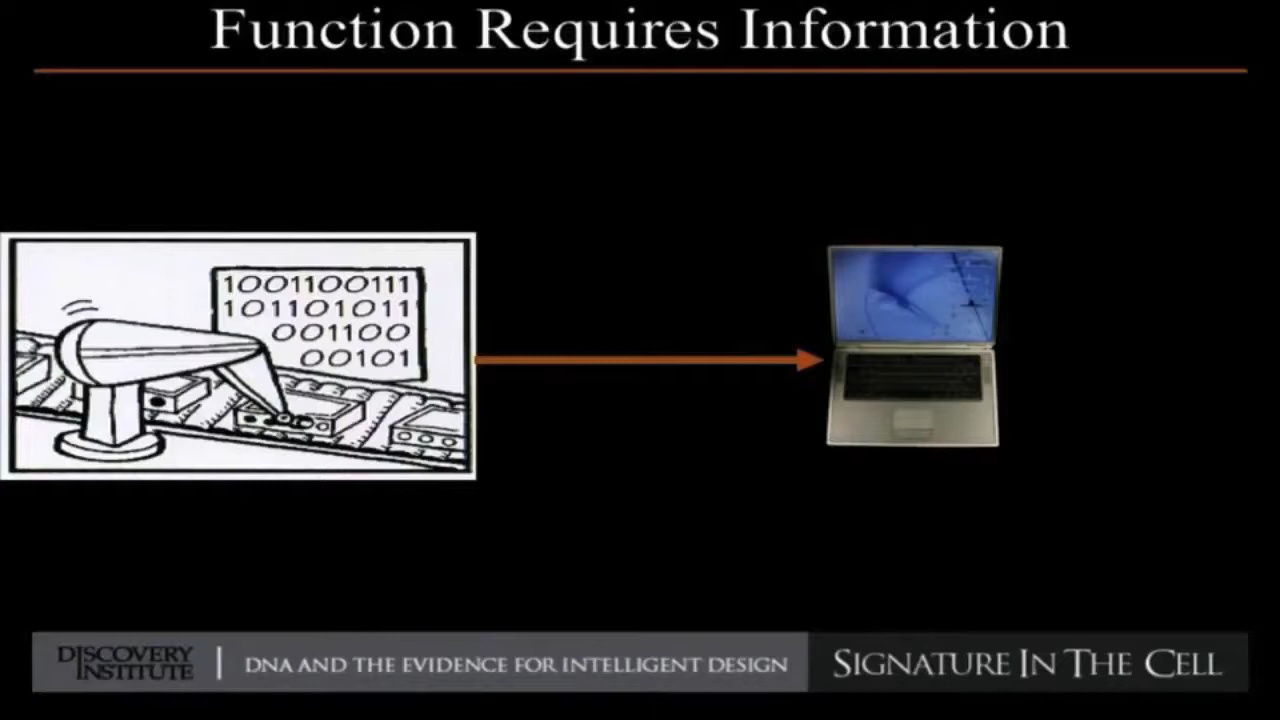 Function Requires Information
1001100111
101101011
001100
00101
DISCOVERY
INSTITUTE
DNA AND THE EVIDENCE FOR INTELLIGENT DESIGN
SIGNATURE IN THE CELL